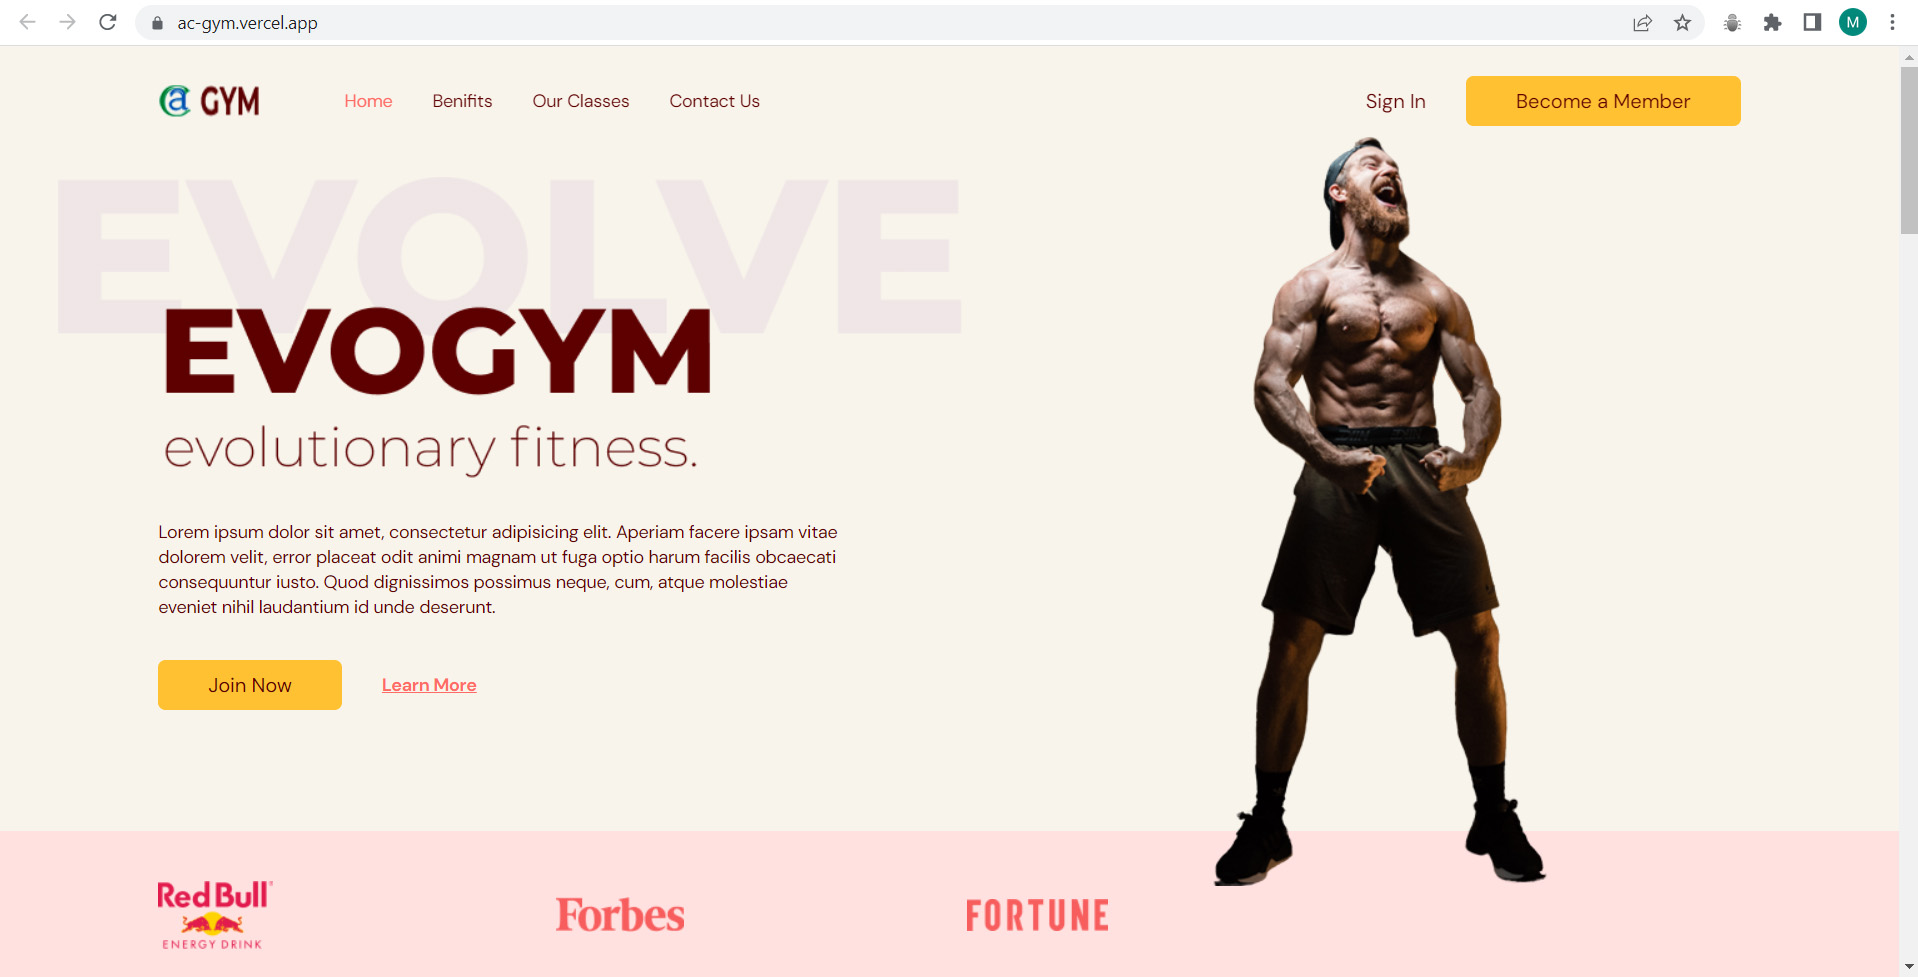 ac-gym.vercel.app
M
a GYM
Home Benifits Our Classes Contact Us Sign In Become a Member
EVOLVE
EVOGYM
evolutionary fitness.
Lorem ipsum dolor sit amet, consectetur adipisicing elit. Aperiam facere ipsam vitae
dolorem velit, error placeat odit animi magnam ut fuga optio harum facilis obcaecati
consequuntur iusto. Quod dignissimos possimus neque, cum, atque molestiae
eveniet nihil laudantium id unde deserunt.
Join Now Learn More
Red Bull
ENERGY DRINK
Forbes
FORTUNE